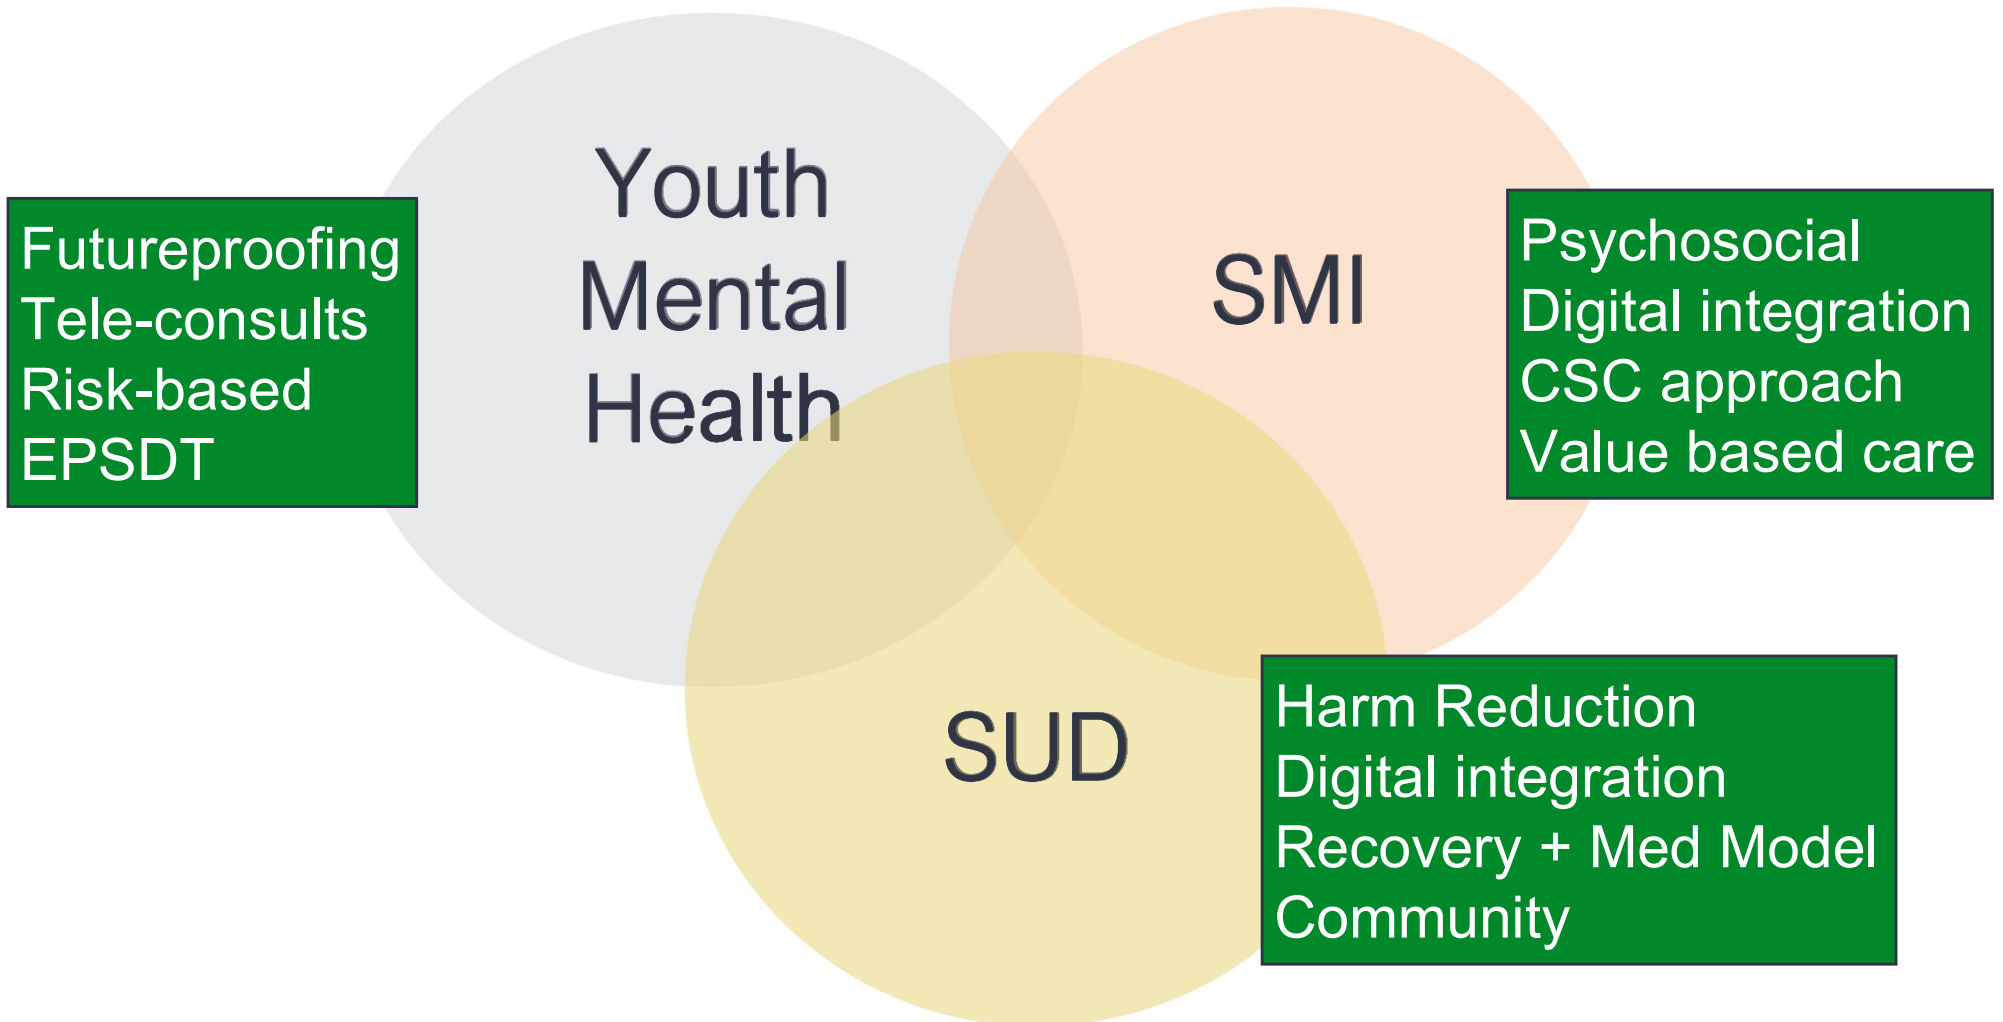 Youth
Mental
Health
SMI
SUD
Futureproofing
Tele-consults
Risk-based
EPSDT
Psychosocial
Digital integration
CSC approach
Value based care
Harm Reduction
Digital integration
Recovery + Med Model
Community